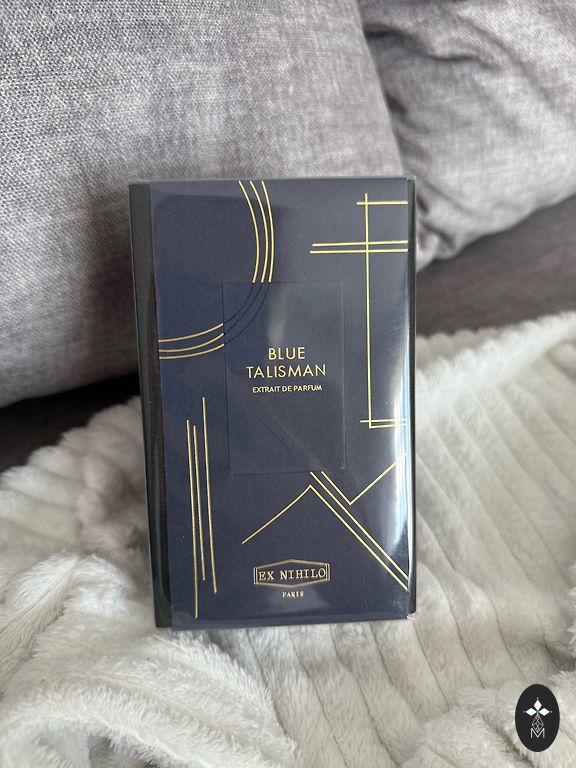 BLUE
TALISMAN
EXTRAIT DE PARFUM
EX NIHILO
PARIS
M